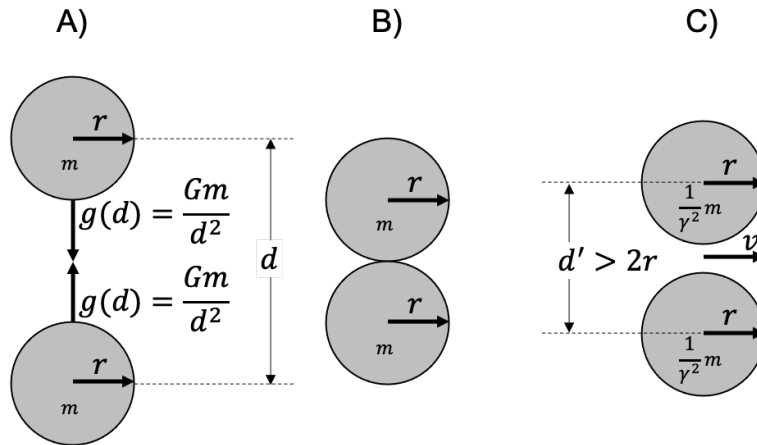 A)
B)
C)
r
m
g(d) = Gm/d²
d
g(d) = Gm/d²
r
m
r
m
r
m
r
1/γ² m
v
d′ > 2r
r
1/γ² m